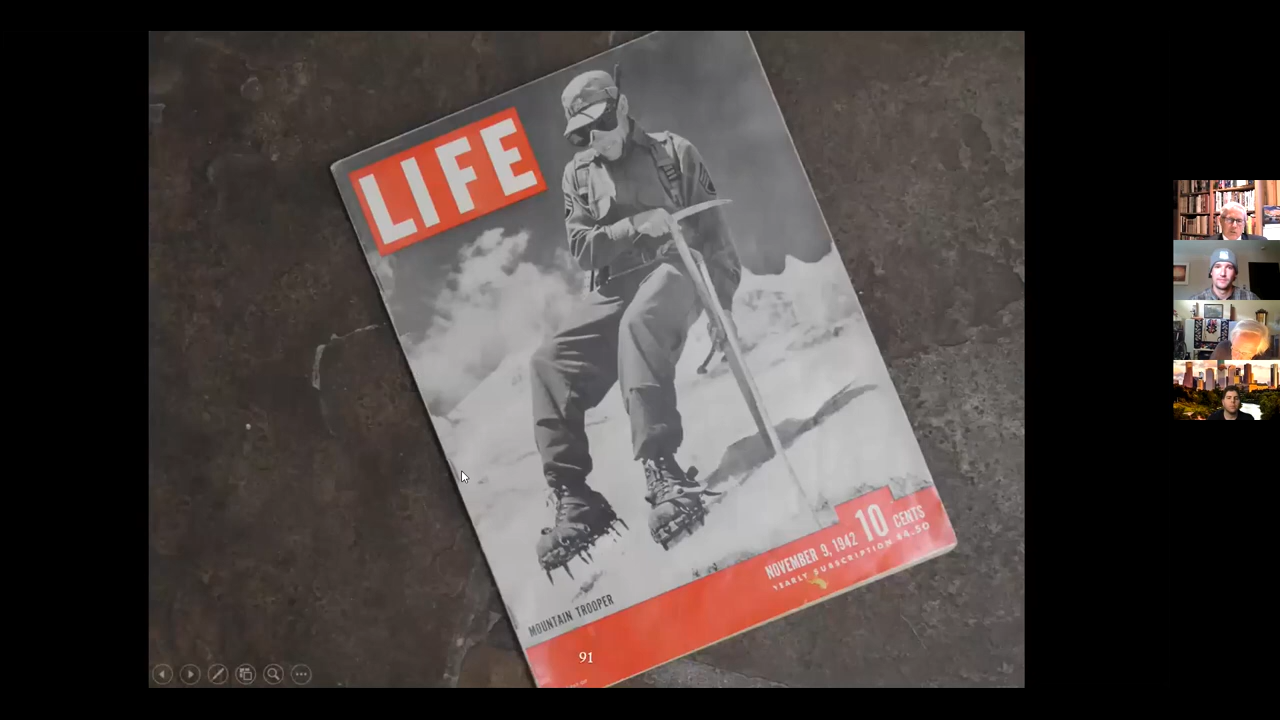 LIFE
NOVEMBER 9, 1942 10 CENTS
YEARLY SUBSCRIPTION $4.50
MOUNTAIN TROOPER
91